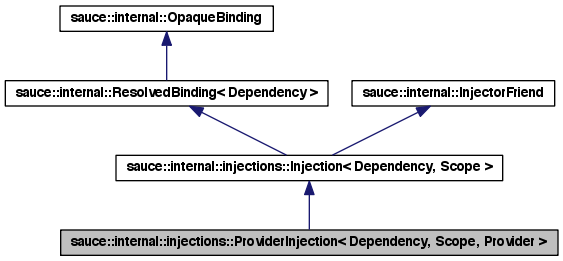 sauce::internal::OpaqueBinding
sauce::internal::ResolvedBinding< Dependency >
sauce::internal::InjectorFriend
sauce::internal::injections::Injection< Dependency, Scope >
sauce::internal::injections::ProviderInjection< Dependency, Scope, Provider >